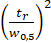 (t_r / w_{0,5})^2